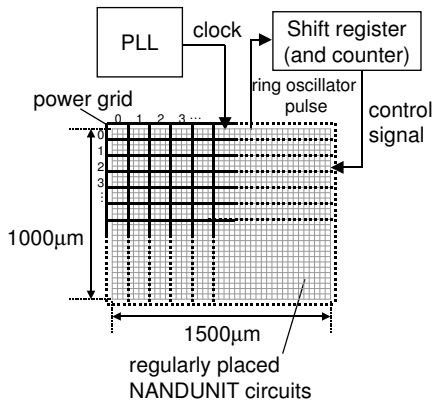 PLL
clock
Shift register
(and counter)
power grid
ring oscillator
pulse
control
signal
0 1 2 3 ...
0
1
2
3
⋮
1000µm
1500µm
regularly placed
NANDUNIT circuits